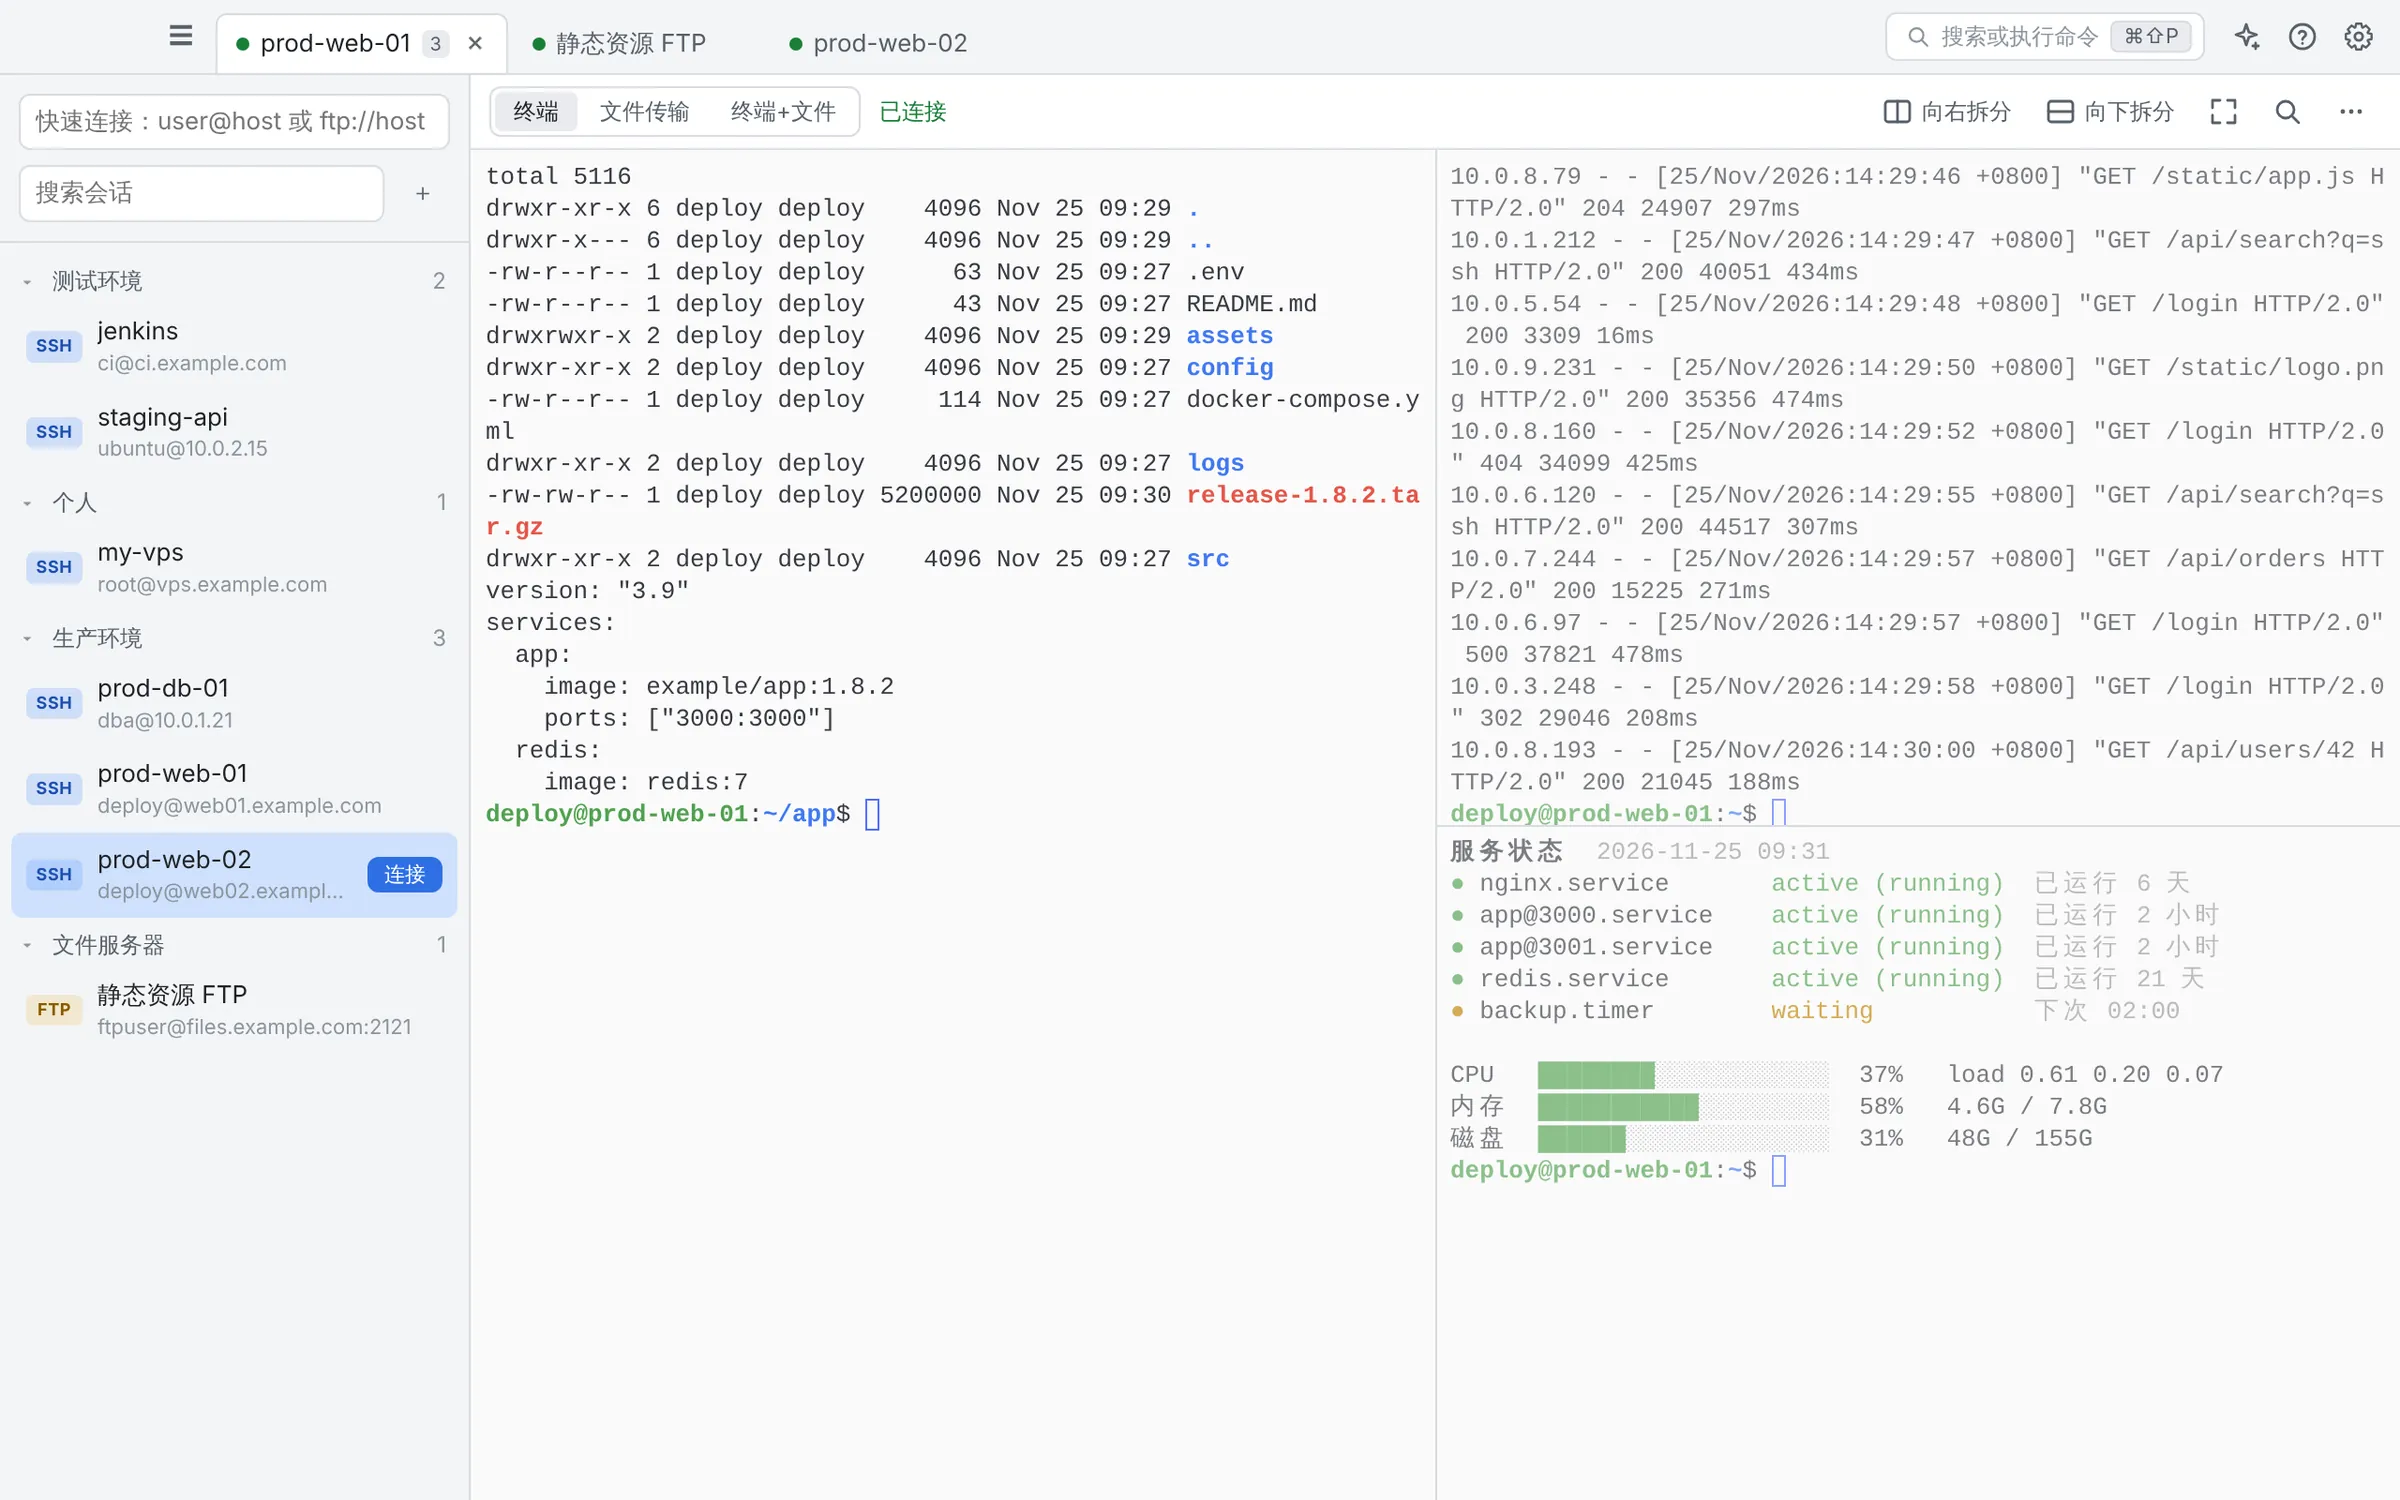 prod-web-01 3 ×
静态资源 FTP
prod-web-02
搜索或执行命令 ⌘⇧P
快速连接：user@host 或 ftp://host
搜索会话 +
测试环境 2
SSH jenkins
ci@ci.example.com
SSH staging-api
ubuntu@10.0.2.15
个人 1
SSH my-vps
root@vps.example.com
生产环境 3
SSH prod-db-01
dba@10.0.1.21
SSH prod-web-01
deploy@web01.example.com
SSH prod-web-02
deploy@web02.exampl...
连接
文件服务器 1
FTP 静态资源 FTP
ftpuser@files.example.com:2121
终端 文件传输 终端+文件 已连接
向右拆分 向下拆分
total 5116
drwxr-xr-x 6 deploy deploy    4096 Nov 25 09:29 .
drwxr-x--- 6 deploy deploy    4096 Nov 25 09:29 ..
-rw-r--r-- 1 deploy deploy      63 Nov 25 09:27 .env
-rw-r--r-- 1 deploy deploy      43 Nov 25 09:27 README.md
drwxrwxr-x 2 deploy deploy    4096 Nov 25 09:29 assets
drwxr-xr-x 2 deploy deploy    4096 Nov 25 09:27 config
-rw-r--r-- 1 deploy deploy     114 Nov 25 09:27 docker-compose.y
ml
drwxr-xr-x 2 deploy deploy    4096 Nov 25 09:27 logs
-rw-rw-r-- 1 deploy deploy 5200000 Nov 25 09:30 release-1.8.2.ta
r.gz
drwxr-xr-x 2 deploy deploy    4096 Nov 25 09:27 src
version: "3.9"
services:
  app:
    image: example/app:1.8.2
    ports: ["3000:3000"]
  redis:
    image: redis:7
deploy@prod-web-01:~/app$
10.0.8.79 - - [25/Nov/2026:14:29:46 +0800] "GET /static/app.js H
TTP/2.0" 204 24907 297ms
10.0.1.212 - - [25/Nov/2026:14:29:47 +0800] "GET /api/search?q=s
sh HTTP/2.0" 200 40051 434ms
10.0.5.54 - - [25/Nov/2026:14:29:48 +0800] "GET /login HTTP/2.0"
 200 3309 16ms
10.0.9.231 - - [25/Nov/2026:14:29:50 +0800] "GET /static/logo.pn
g HTTP/2.0" 200 35356 474ms
10.0.8.160 - - [25/Nov/2026:14:29:52 +0800] "GET /login HTTP/2.0
" 404 34099 425ms
10.0.6.120 - - [25/Nov/2026:14:29:55 +0800] "GET /api/search?q=s
sh HTTP/2.0" 200 44517 307ms
10.0.7.244 - - [25/Nov/2026:14:29:57 +0800] "GET /api/orders HTT
P/2.0" 200 15225 271ms
10.0.6.97 - - [25/Nov/2026:14:29:57 +0800] "GET /login HTTP/2.0"
 500 37821 478ms
10.0.3.248 - - [25/Nov/2026:14:29:58 +0800] "GET /login HTTP/2.0
" 302 29046 208ms
10.0.8.193 - - [25/Nov/2026:14:30:00 +0800] "GET /api/users/42 H
TTP/2.0" 200 21045 188ms
deploy@prod-web-01:~$
服务状态  2026-11-25 09:31
● nginx.service       active (running)  已运行 6 天
● app@3000.service    active (running)  已运行 2 小时
● app@3001.service    active (running)  已运行 2 小时
● redis.service       active (running)  已运行 21 天
● backup.timer        waiting           下次 02:00
CPU 37%   load 0.61 0.20 0.07
内存 58%   4.6G / 7.8G
磁盘 31%   48G / 155G
deploy@prod-web-01:~$